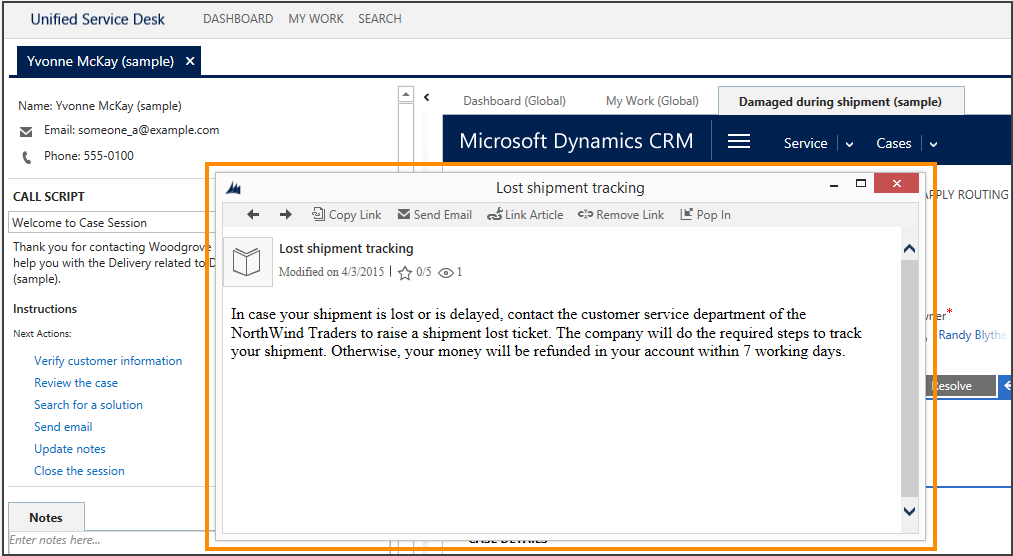 Unified Service Desk DASHBOARD MY WORK SEARCH
Yvonne McKay (sample) ×
Name: Yvonne McKay (sample)
Email: someone_a@example.com
Phone: 555-0100
CALL SCRIPT
Welcome to Case Session
Thank you for contacting Woodgrove
help you with the Delivery related to D
(sample).
Instructions
Next Actions:
Verify customer information
Review the case
Search for a solution
Send email
Update notes
Close the session
Notes
Enter notes here...
Dashboard (Global) My Work (Global) Damaged during shipment (sample)
Microsoft Dynamics CRM Service Cases
APPLY ROUTING
Lost shipment tracking
Copy Link Send Email Link Article Remove Link Pop In
Lost shipment tracking
Modified on 4/3/2015 | 0/5 1
In case your shipment is lost or is delayed, contact the customer service department of the
NorthWind Traders to raise a shipment lost ticket. The company will do the required steps to track
your shipment. Otherwise, your money will be refunded in your account within 7 working days.
wner*
Randy Blythe
Resolve
CASE DETAILS